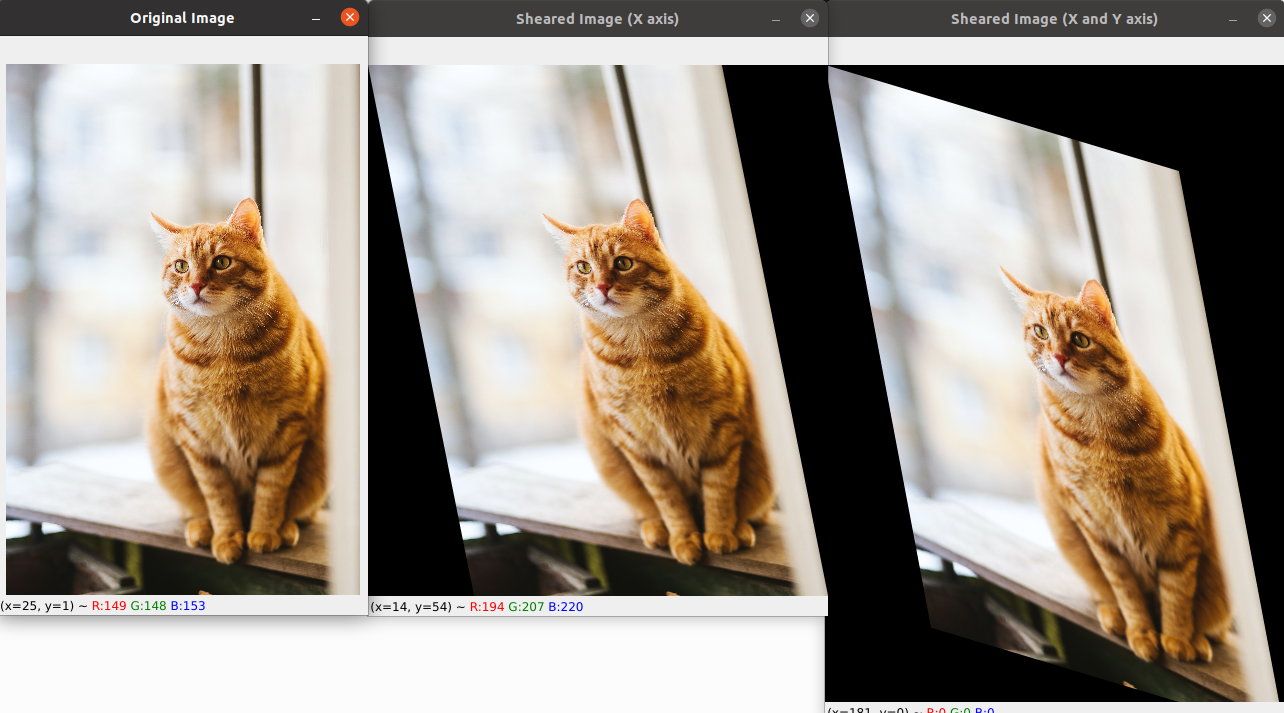 Original Image
Sheared Image (X axis)
Sheared Image (X and Y axis)
(x=25, y=1) ~ R:149 G:148 B:153
(x=14, y=54) ~ R:194 G:207 B:220
(x=181, y=0) ~ R:0 G:0 B:0